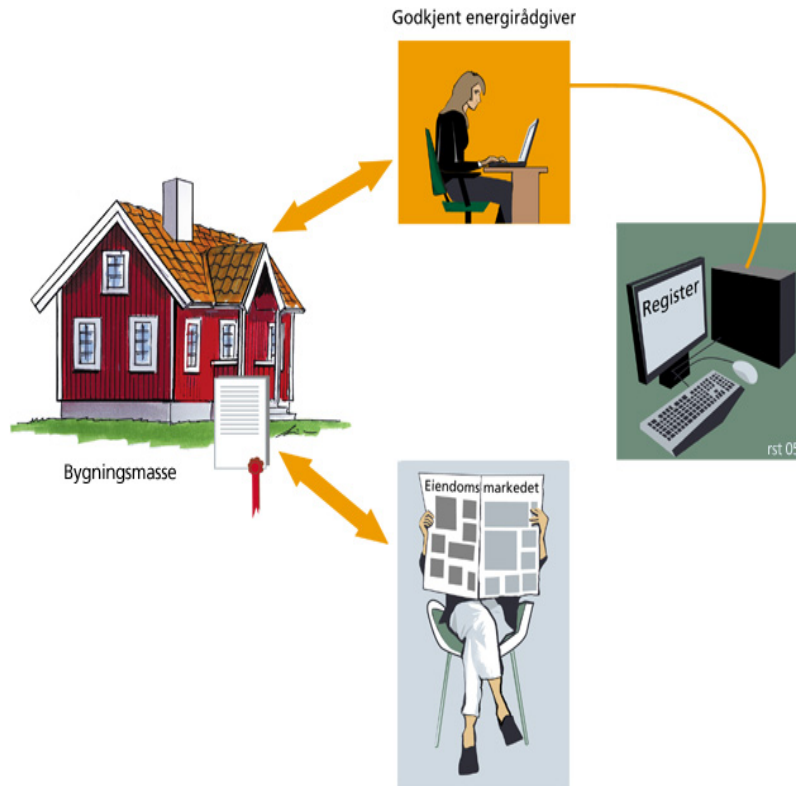 Godkjent energirådgiver
Register
rst 05
Bygningsmasse
Eiendoms markedet